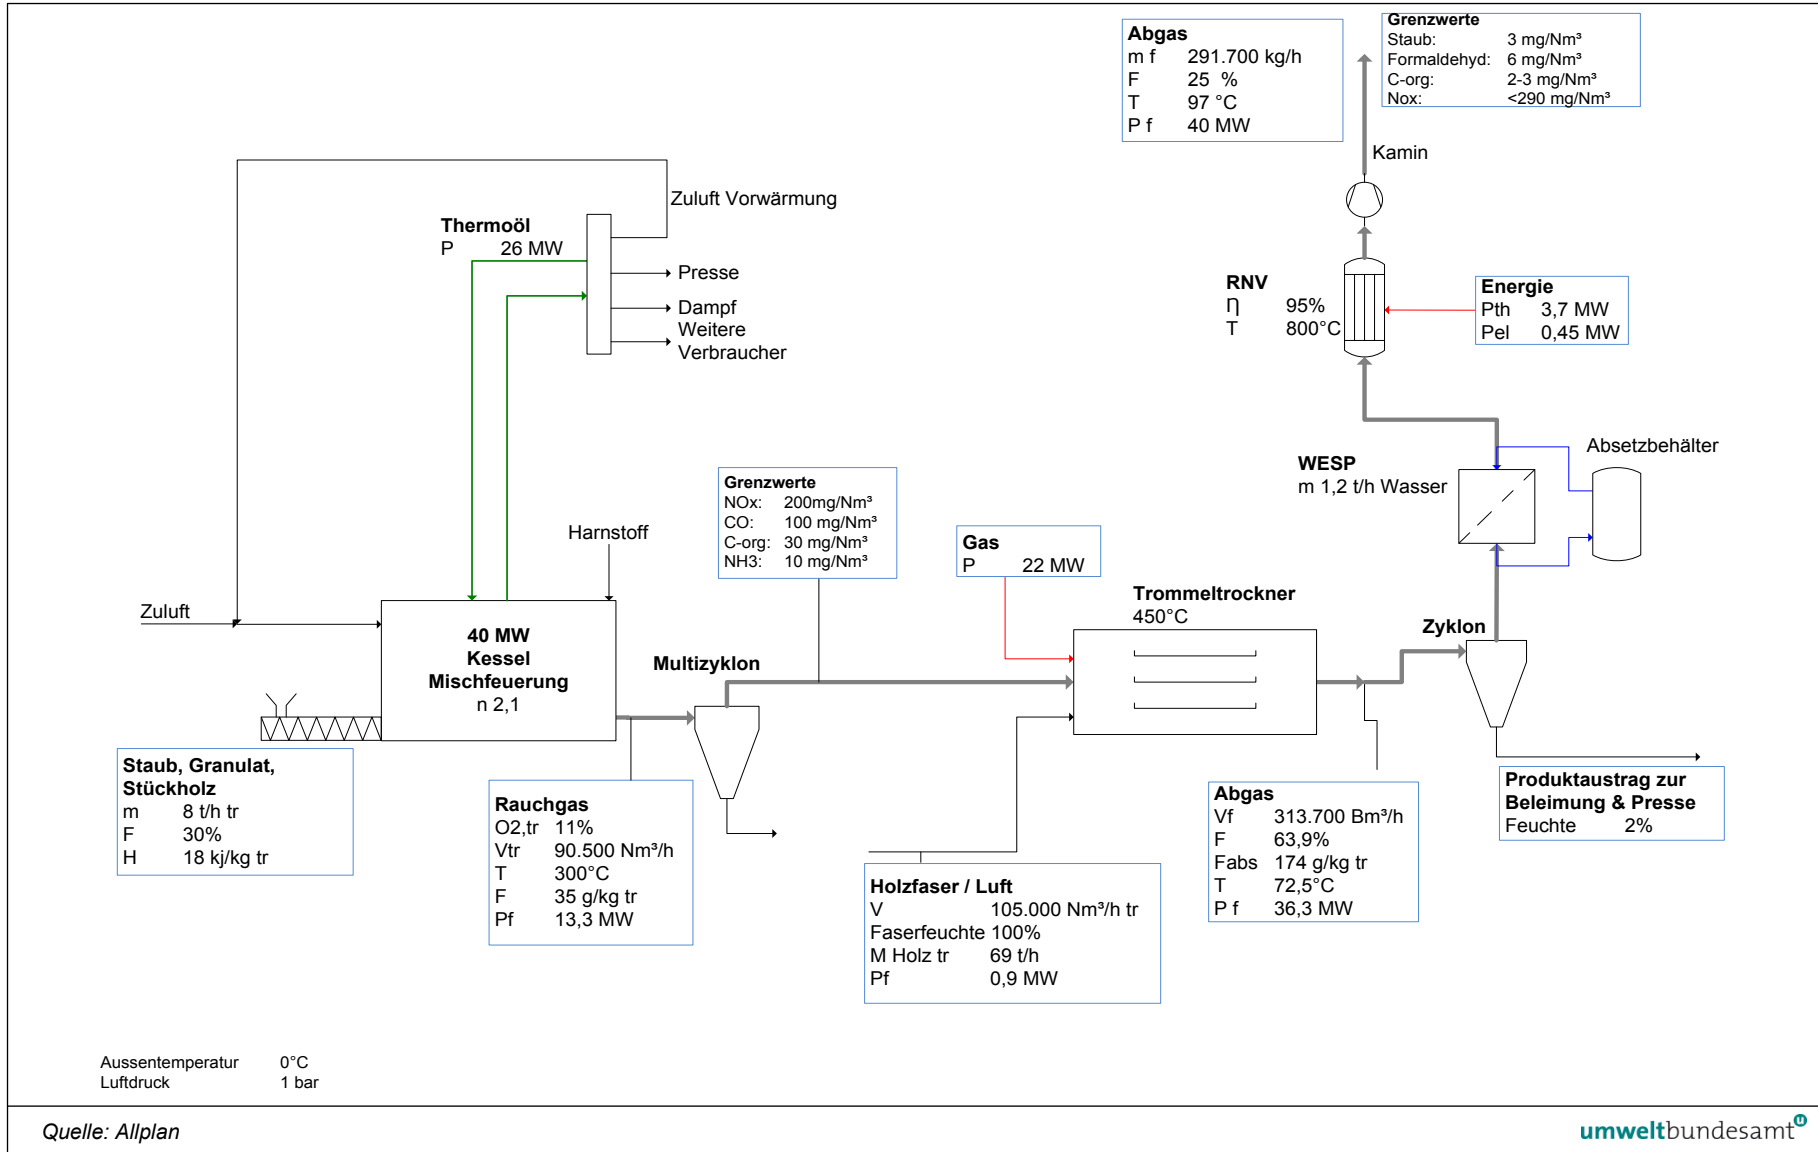 Abgas
m f 291.700 kg/h
F 25 %
T 97 °C
P f 40 MW
Grenzwerte
Staub: 3 mg/Nm³
Formaldehyd: 6 mg/Nm³
C-org: 2-3 mg/Nm³
Nox: <290 mg/Nm³
Kamin
Zuluft Vorwärmung
Thermoöl
P 26 MW
Presse
Dampf
Weitere
Verbraucher
RNV
Ƞ 95%
T 800°C
Energie
Pth 3,7 MW
Pel 0,45 MW
Absetzbehälter
WESP
m 1,2 t/h Wasser
Grenzwerte
NOx: 200mg/Nm³
CO: 100 mg/Nm³
C-org: 30 mg/Nm³
NH3: 10 mg/Nm³
Harnstoff
Gas
P 22 MW
Trommeltrockner
450°C
Zuluft
40 MW
Kessel
Mischfeuerung
n 2,1
Multizyklon
Zyklon
Staub, Granulat,
Stückholz
m 8 t/h tr
F 30%
H 18 kj/kg tr
Rauchgas
O2,tr 11%
Vtr 90.500 Nm³/h
T 300°C
F 35 g/kg tr
Pf 13,3 MW
Holzfaser / Luft
V 105.000 Nm³/h tr
Faserfeuchte 100%
M Holz tr 69 t/h
Pf 0,9 MW
Abgas
Vf 313.700 Bm³/h
F 63,9%
Fabs 174 g/kg tr
T 72,5°C
P f 36,3 MW
Produktaustrag zur
Beleimung & Presse
Feuchte 2%
Aussentemperatur 0°C
Luftdruck 1 bar
Quelle: Allplan
umweltbundesamt u